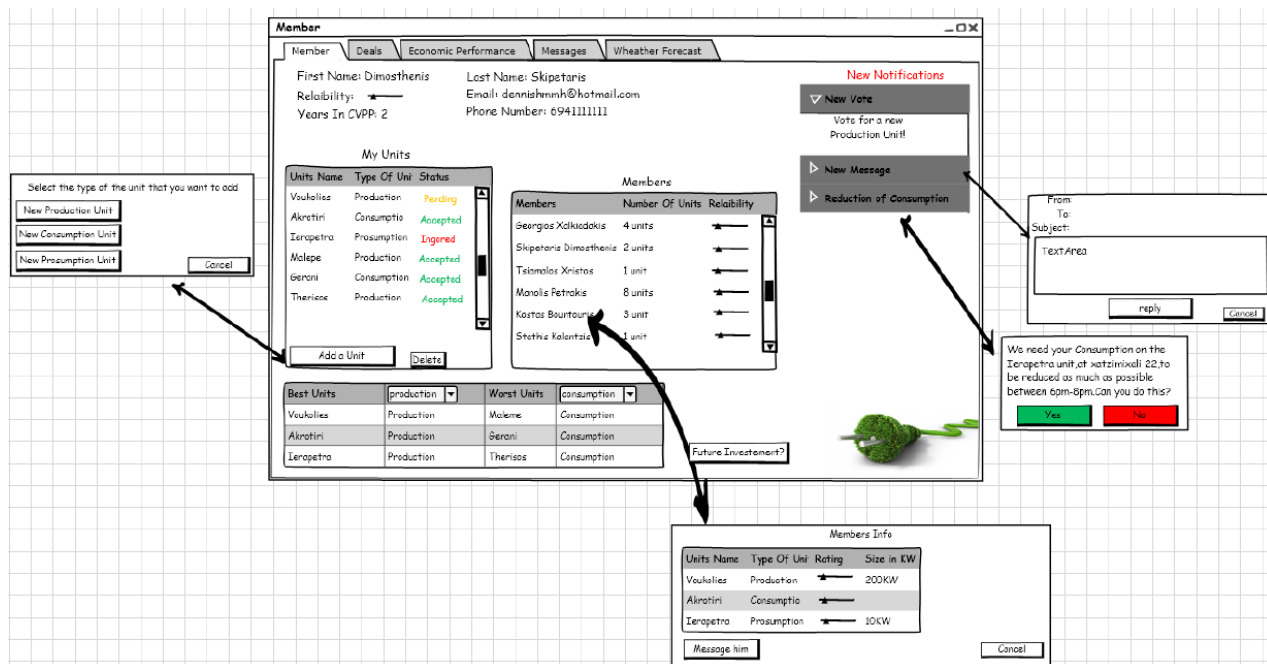 Member
Member Deals Economic Performance Messages Wheather Forecast
First Name: Dimosthenis Last Name: Skipetaris
Relaibility: Email: dennishmmh@hotmail.com
Years In CVPP: 2 Phone Number: 6941111111
New Notifications
New Vote
Vote for a new
Production Unit!
New Message
Reduction of Consumption
My Units
Units Name Type Of Uni Status
Voukolies Production Pending
Akrotiri Consumptio Accepted
Ierapetra Prosumption Ingored
Malepe Production Accepted
Gerani Consumption Accepted
Therisos Production Accepted
Add a Unit Delete
Members
Members Number Of Units Relaibility
Georgios Xalkiadakis 4 units
Skipetaris Dimosthenis 2 units
Tsiamalos Xristos 1 unit
Manolis Petrakis 8 units
Kostas Bountouris 3 unit
Stathis Kalantzis 1 unit
Best Units production Worst Units consumption
Voukolies Production Maleme Consumption
Akrotiri Production Gerani Consumption
Ierapetra Production Therisos Consumption
Future Investement?
Select the type of the unit that you want to add
New Production Unit
New Consumption Unit
New Prosumption Unit
Cancel
From:
To:
Subject:
TextArea
reply Cancel
We need your Consumption on the
Ierapetra unit,at xatzimixali 22,to
be reduced as much as possible
between 6pm-8pm.Can you do this?
Yes No
Members Info
Units Name Type Of Uni Rating Size in KW
Voukolies Production 200KW
Akrotiri Consumptio
Ierapetra Prosumption 10KW
Message him Cancel